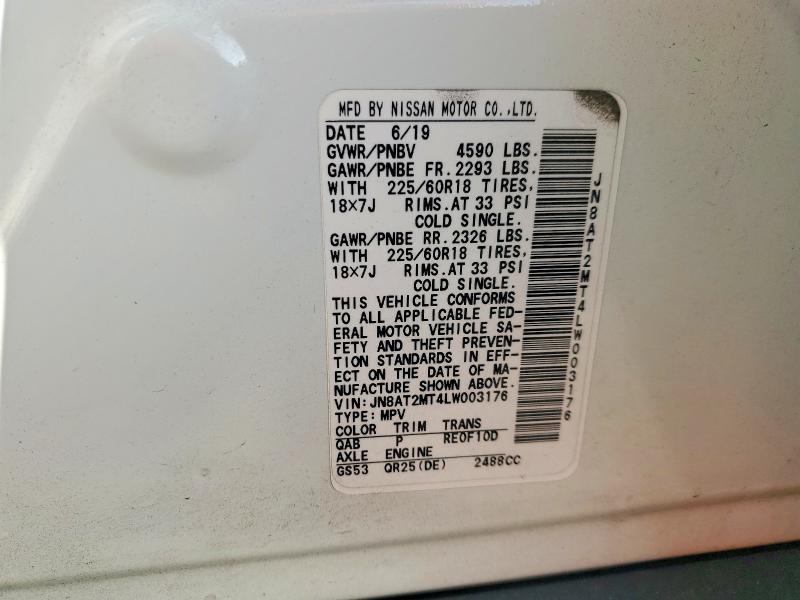 MFD BY NISSAN MOTOR CO.,LTD.
DATE 6/19
GVWR/PNBV 4590 LBS.
GAWR/PNBE FR. 2293 LBS.
WITH 225/60R18 TIRES,
18×7J RIMS. AT 33 PSI
COLD SINGLE.
GAWR/PNBE RR. 2326 LBS.
WITH 225/60R18 TIRES,
18×7J RIMS. AT 33 PSI
COLD SINGLE.
THIS VEHICLE CONFORMS
TO ALL APPLICABLE FED-
ERAL MOTOR VEHICLE SA-
FETY AND THEFT PREVEN-
TION STANDARDS IN EFF-
ECT ON THE DATE OF MA-
NUFACTURE SHOWN ABOVE.
VIN: JN8AT2MT4LW003176
TYPE: MPV
COLOR TRIM TRANS
QAB P RE0F10D
AXLE ENGINE
GS53 QR25(DE) 2488CC
JN8AT2MT4LW003176